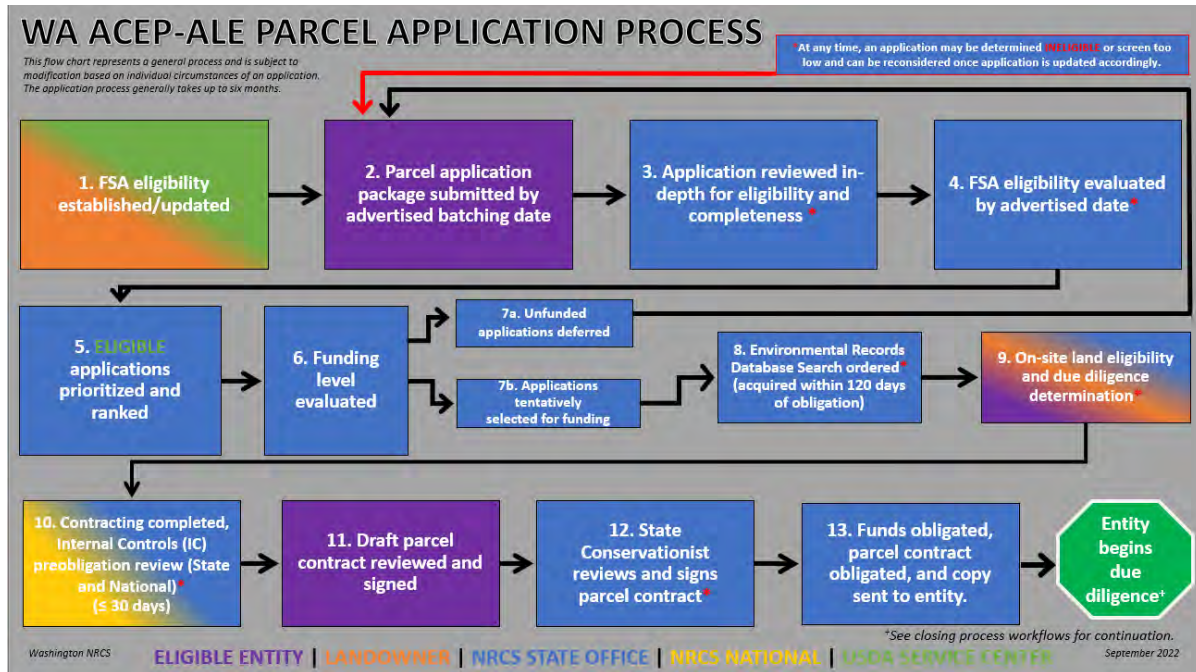 WA ACEP-ALE PARCEL APPLICATION PROCESS
This flow chart represents a general process and is subject to
modification based on individual circumstances of an application.
The application process generally takes up to six months.
*At any time, an application may be determined INELIGIBLE or screen too
low and can be reconsidered once application is updated accordingly.
1. FSA eligibility
established/updated
2. Parcel application
package submitted by
advertised batching date
3. Application reviewed in-
depth for eligibility and
completeness *
4. FSA eligibility evaluated
by advertised date*
5. ELIGIBLE
applications
prioritized and
ranked
6. Funding
level
evaluated
7a. Unfunded
applications deferred
7b. Applications
tentatively
selected for funding
8. Environmental Records
Database Search ordered*
(acquired within 120 days
of obligation)
9. On-site land eligibility
and due diligence
determination*
10. Contracting completed,
Internal Controls (IC)
preobligation review (State
and National)*
(≤ 30 days)
11. Draft parcel
contract reviewed and
signed
12. State
Conservationist
reviews and signs
parcel contract*
13. Funds obligated,
parcel contract
obligated, and copy
sent to entity.
Entity
begins
due
diligence+
+See closing process workflows for continuation.
Washington NRCS
ELIGIBLE ENTITY | LANDOWNER | NRCS STATE OFFICE | NRCS NATIONAL | USDA SERVICE CENTER
September 2022